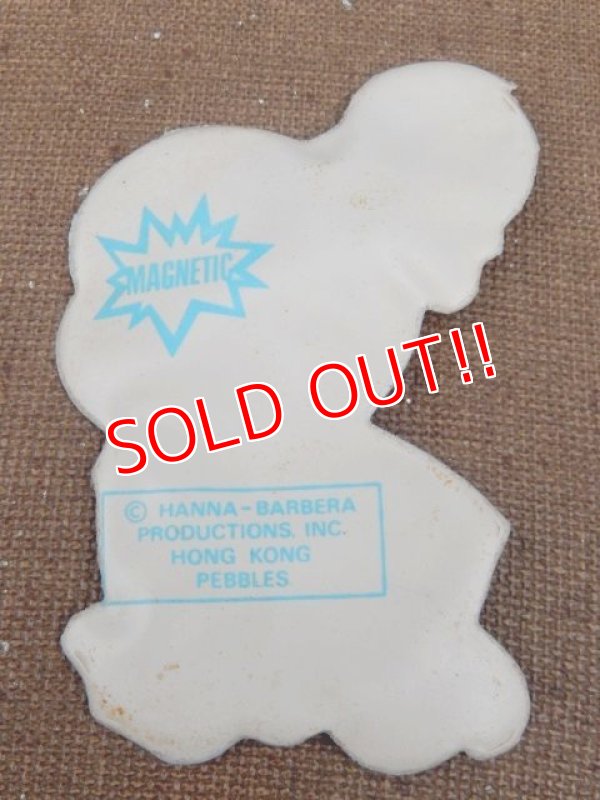 MAGNETIC
SOLD OUT!!
© HANNA-BARBERA
PRODUCTIONS, INC.
HONG KONG
PEBBLES